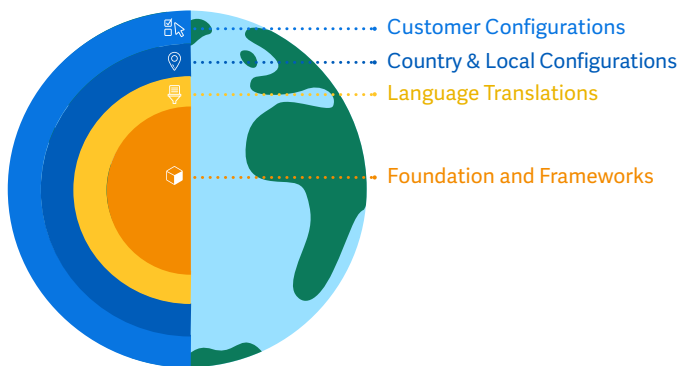 Customer Configurations
Country & Local Configurations
Language Translations
Foundation and Frameworks